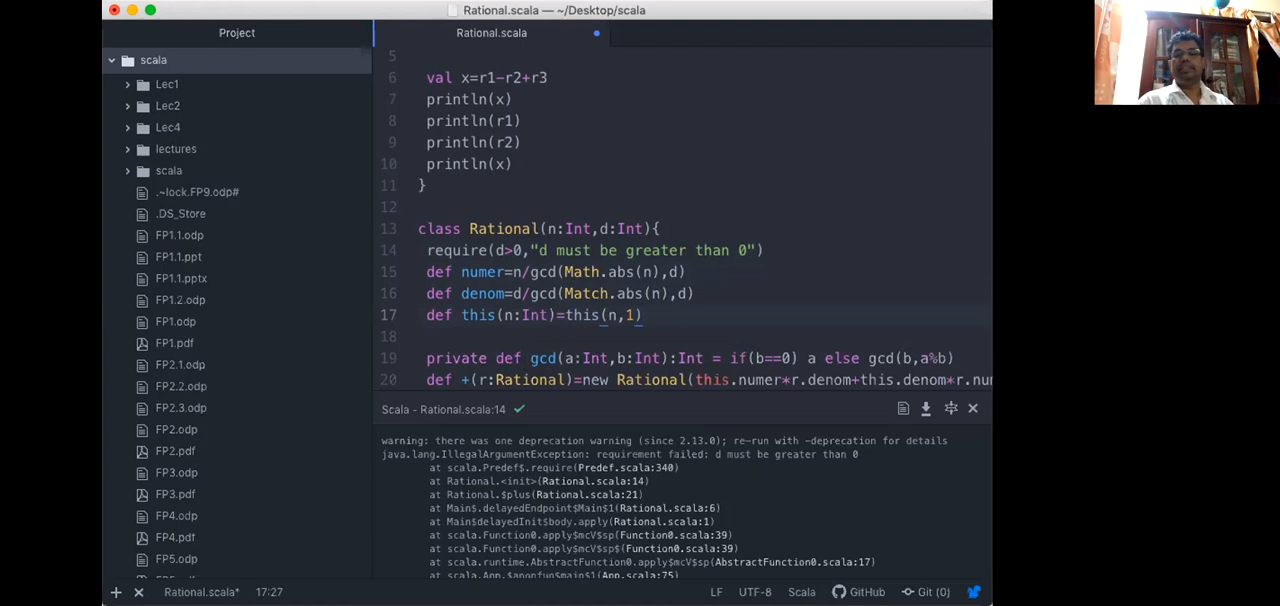 Rational.scala — ~/Desktop/scala
Project
Rational.scala
scala
Lec1
Lec2
Lec4
lectures
scala
.~lock.FP9.odp#
.DS_Store
FP1.1.odp
FP1.1.ppt
FP1.1.pptx
FP1.2.odp
FP1.odp
FP1.pdf
FP2.1.odp
FP2.2.odp
FP2.3.odp
FP2.odp
FP2.pdf
FP3.odp
FP3.pdf
FP4.odp
FP4.pdf
FP5.odp
5
6 val x=r1-r2+r3
7 println(x)
8 println(r1)
9 println(r2)
10 println(x)
11 }
12
13 class Rational(n:Int,d:Int){
14 require(d>0,"d must be greater than 0")
15 def numer=n/gcd(Math.abs(n),d)
16 def denom=d/gcd(Match.abs(n),d)
17 def this(n:Int)=this(n,1)
18
19 private def gcd(a:Int,b:Int):Int = if(b==0) a else gcd(b,a%b)
20 def +(r:Rational)=new Rational(this.numer*r.denom+this.denom*r.num
Scala - Rational.scala:14
warning: there was one deprecation warning (since 2.13.0); re-run with -deprecation for details
java.lang.IllegalArgumentException: requirement failed: d must be greater than 0
at scala.Predef$.require(Predef.scala:340)
at Rational.<init>(Rational.scala:14)
at Rational.$plus(Rational.scala:21)
at Main$.delayedEndpoint$Main$1(Rational.scala:6)
at Main$delayedInit$body.apply(Rational.scala:1)
at scala.Function0.apply$mcV$sp(Function0.scala:39)
at scala.Function0.apply$mcV$sp$(Function0.scala:39)
at scala.runtime.AbstractFunction0.apply$mcV$sp(AbstractFunction0.scala:17)
at scala.App.$anonfun$main$1(App.scala:75)
Rational.scala* 17:27
LF UTF-8 Scala GitHub Git (0)